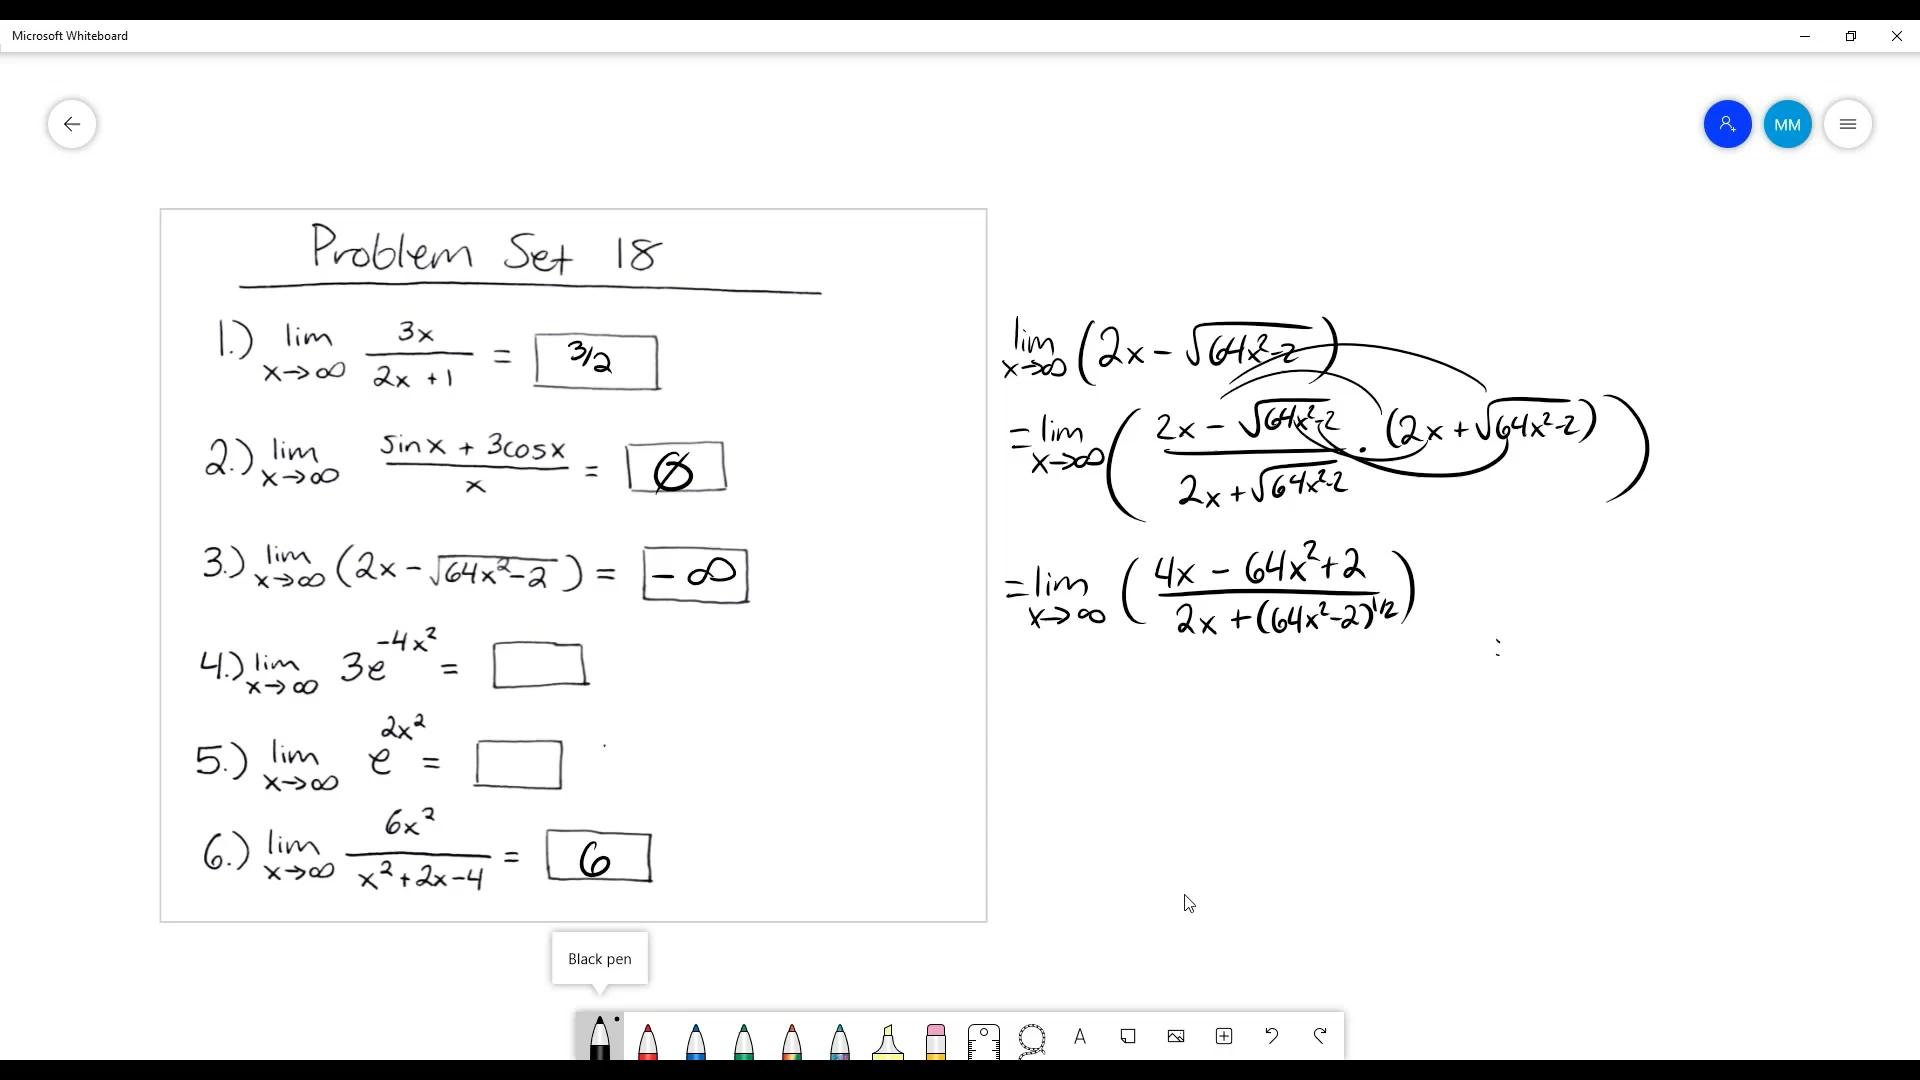 Microsoft Whiteboard
MM
Problem Set 18
1.) lim x→∞ 3x / 2x + 1 = 3/2
2.) lim x→∞ sinx + 3cosx / x = 0
3.) lim x→∞ (2x - √64x²-2) = -∞
4.) lim x→∞ 3e^-4x² =
5.) lim x→∞ e^2x² =
6.) lim x→∞ 6x² / x²+2x-4 = 6
lim x→∞ (2x - √64x²-2)
= lim x→∞ (2x - √64x²-2 / 2x + √64x²-2 · (2x + √64x²-2))
= lim x→∞ (4x - 64x²+2 / 2x + (64x²-2)^1/2)
Black pen
A